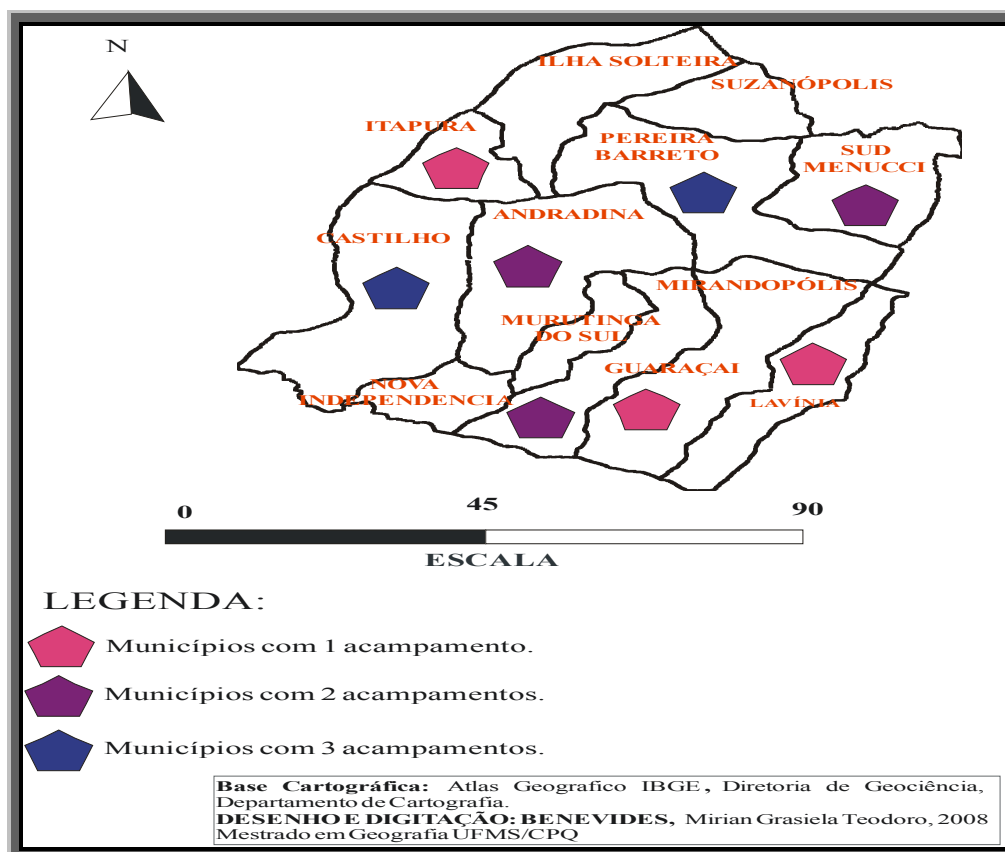 N
ILHA SOLTEIRA
SUZANÓPOLIS
ITAPURA
PEREIRA
BARRETO
SUD
MENUCCI
ANDRADINA
CASTILHO
MIRANDOPÓLIS
MURUTINGA
DO SUL
GUARAÇAI
NOVA
INDEPENDENCIA
LAVÍNIA
0 45 90
ESCALA
LEGENDA:
Municípios com 1 acampamento.
Municípios com 2 acampamentos.
Municípios com 3 acampamentos.
Base Cartográfica: Atlas Geografico IBGE, Diretoria de Geociência,
Departamento de Cartografia.
DESENHO E DIGITAÇÃO: BENEVIDES, Mirian Grasiela Teodoro, 2008
Mestrado em Geografia UFMS/CPQ